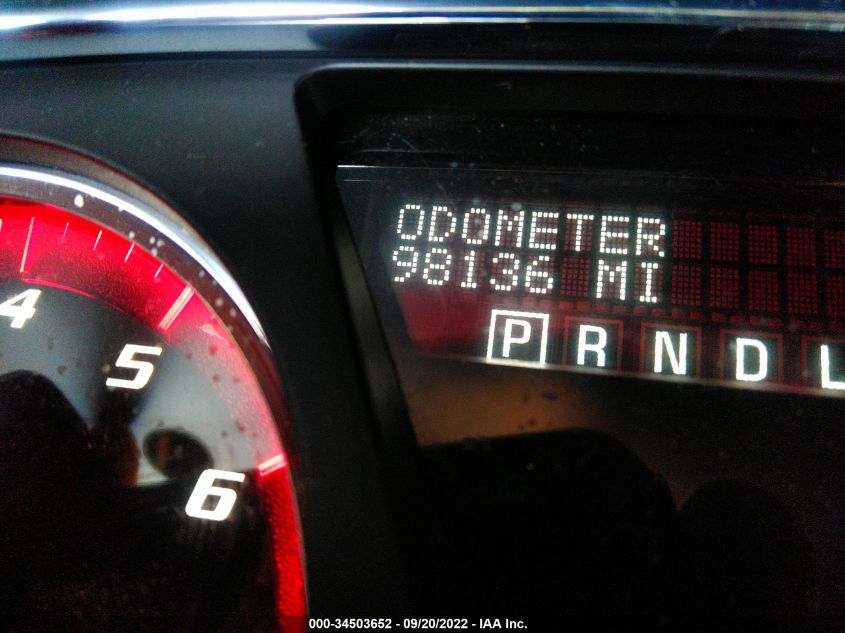 ODOMETER
98136 MI
P R N D L
4
5
6
000-34503652 - 09/20/2022 - IAA Inc.